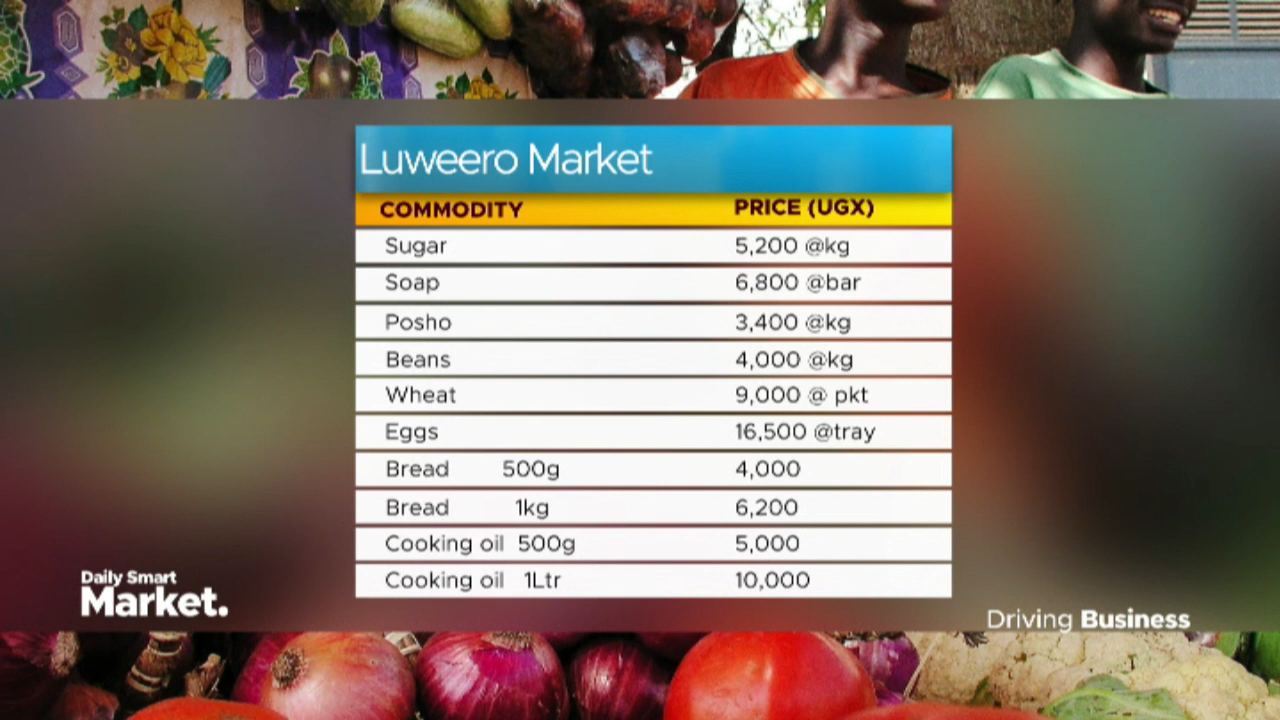 Luweero Market
COMMODITY PRICE (UGX)
Sugar 5,200 @kg
Soap 6,800 @bar
Posho 3,400 @kg
Beans 4,000 @kg
Wheat 9,000 @ pkt
Eggs 16,500 @tray
Bread 500g 4,000
Bread 1kg 6,200
Cooking oil 500g 5,000
Cooking oil 1Ltr 10,000
Daily Smart
Market.
Driving Business